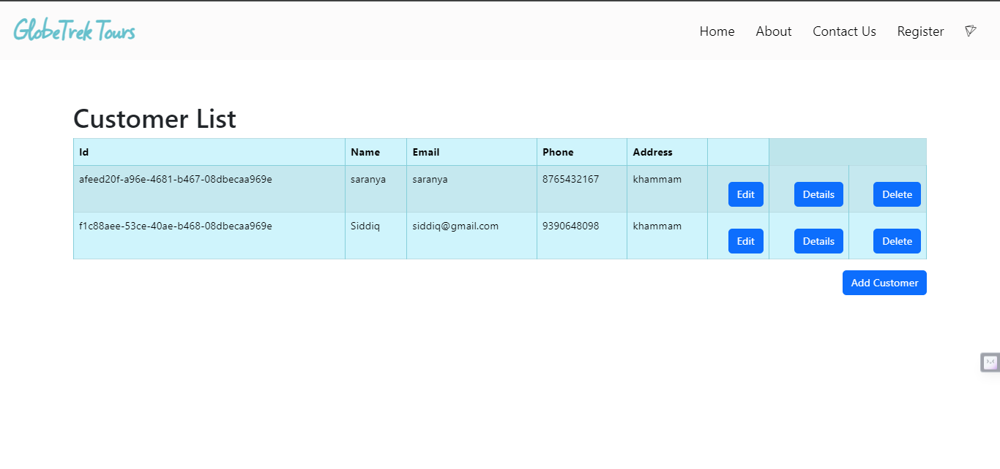 GlobeTrek Tours Home About Contact Us Register
Customer List
Id Name Email Phone Address
afeed20f-a96e-4681-b467-08dbecaa969e saranya saranya 8765432167 khammam
Edit Details Delete
f1c88aee-53ce-40ae-b468-08dbecaa969e Siddiq siddiq@gmail.com 9390648098 khammam
Edit Details Delete
Add Customer